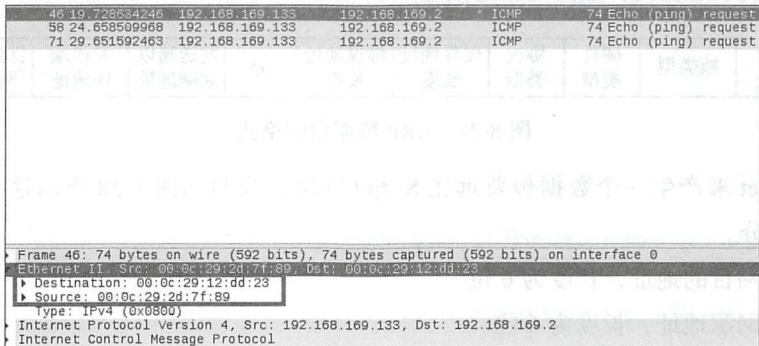 46 19.728634246 192.168.169.133 192.168.169.2 ICMP 74 Echo (ping) request
58 24.658509968 192.168.169.133 192.168.169.2 ICMP 74 Echo (ping) request
71 29.651592463 192.168.169.133 192.168.169.2 ICMP 74 Echo (ping) request
Frame 46: 74 bytes on wire (592 bits), 74 bytes captured (592 bits) on interface 0
Ethernet II, Src: 00:0c:29:2d:7f:89, Dst: 00:0c:29:12:dd:23
Destination: 00:0c:29:12:dd:23
Source: 00:0c:29:2d:7f:89
Type: IPv4 (0x0800)
Internet Protocol Version 4, Src: 192.168.169.133, Dst: 192.168.169.2
Internet Control Message Protocol